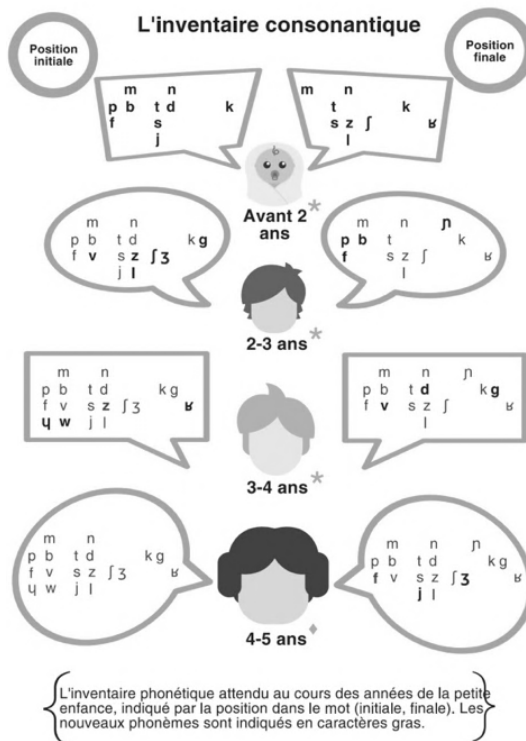 L'inventaire consonantique
Position
initiale
Position
finale
m n
p b t d k
f s
j
m n
t k
s z ʃ ʁ
l
Avant 2 *
ans
m n
p b t d k g
f v s z ʃ ʒ
j l
m n ɲ
p b t k
f s z ʃ ʁ
l
2-3 ans *
m n
p b t d k g
f v s z ʃ ʒ ʁ
ɥ w j l
m n ɲ
p b t d k g
f v s z ʃ ʁ
l
3-4 ans *
m n
p b t d k g
f v s z ʃ ʒ ʁ
ɥ w j l
m n ɲ
p b t d k g
f v s z ʃ ʒ ʁ
j l
4-5 ans ♦
L'inventaire phonétique attendu au cours des années de la petite
enfance, indiqué par la position dans le mot (initiale, finale). Les
nouveaux phonèmes sont indiqués en caractères gras.